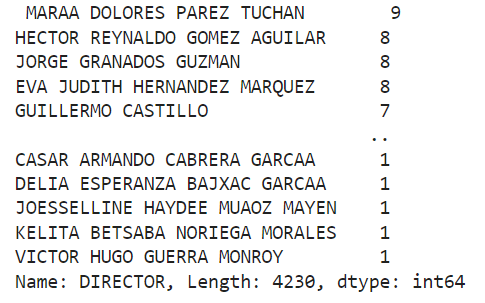 MARAA DOLORES PAREZ TUCHAN 9
HECTOR REYNALDO GOMEZ AGUILAR 8
JORGE GRANADOS GUZMAN 8
EVA JUDITH HERNANDEZ MARQUEZ 8
GUILLERMO CASTILLO 7
..
CASAR ARMANDO CABRERA GARCAA 1
DELIA ESPERANZA BAJXAC GARCAA 1
JOESSELLINE HAYDEE MUAOZ MAYEN 1
KELITA BETSABA NORIEGA MORALES 1
VICTOR HUGO GUERRA MONROY 1
Name: DIRECTOR, Length: 4230, dtype: int64